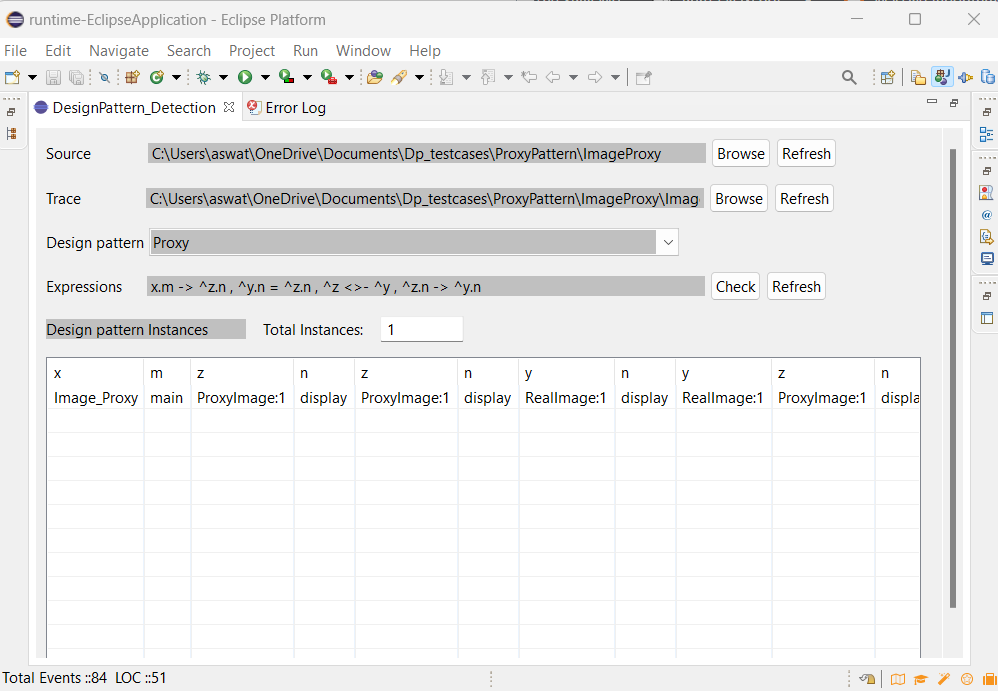 runtime-EclipseApplication - Eclipse Platform
File Edit Navigate Search Project Run Window Help
DesignPattern_Detection Error Log
Source C:\Users\aswat\OneDrive\Documents\Dp_testcases\ProxyPattern\ImageProxy Browse Refresh
Trace C:\Users\aswat\OneDrive\Documents\Dp_testcases\ProxyPattern\ImageProxy\Imag Browse Refresh
Design pattern Proxy
Expressions x.m -> ^z.n , ^y.n = ^z.n , ^z <>- ^y , ^z.n -> ^y.n Check Refresh
Design pattern Instances Total Instances: 1
x m z n z n y n y z n
Image_Proxy main ProxyImage:1 display ProxyImage:1 display RealImage:1 display RealImage:1 ProxyImage:1 displa
Total Events ::84 LOC ::51